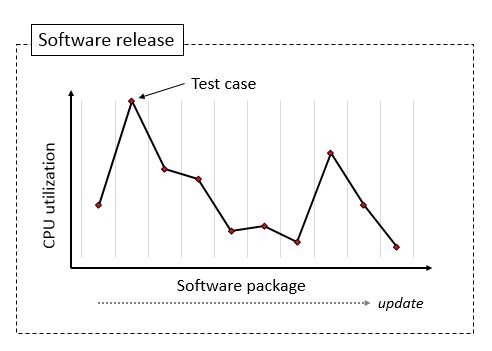 Software release
Test case
CPU utilization
Software package
update